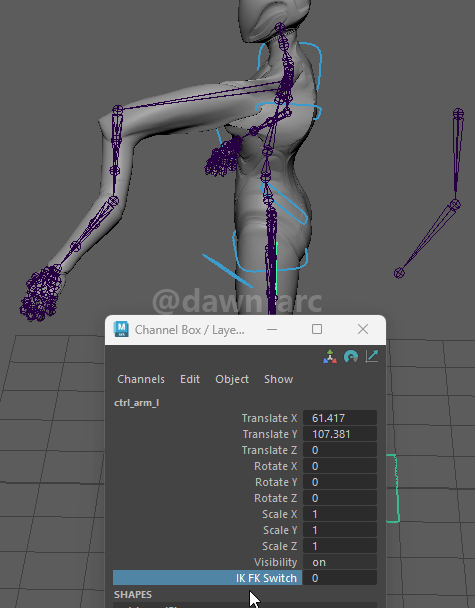 @dawnlarc
Channel Box / Laye...
Channels Edit Object Show
ctrl_arm_l
Translate X 61.417
Translate Y 107.381
Translate Z 0
Rotate X 0
Rotate Y 0
Rotate Z 0
Scale X 1
Scale Y 1
Scale Z 1
Visibility on
IK FK Switch 0
SHAPES